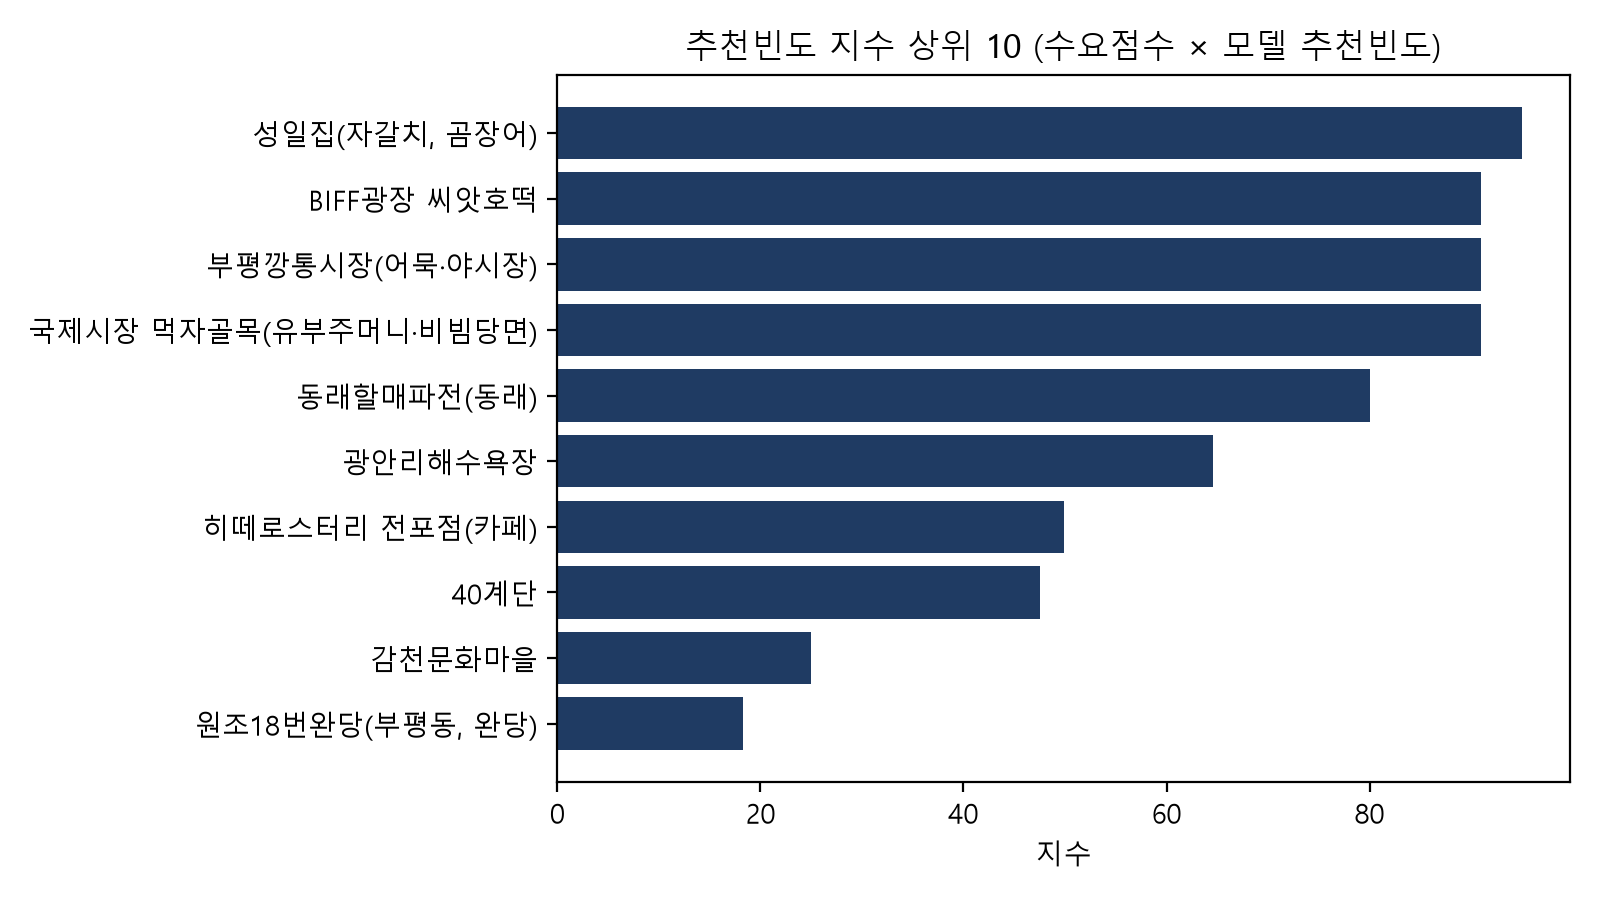 추천빈도 지수 상위 10 (수요점수 × 모델 추천빈도)
성일집(자갈치, 곰장어)
BIFF광장 씨앗호떡
부평깡통시장(어묵·야시장)
국제시장 먹자골목(유부주머니·비빔당면)
동래할매파전(동래)
광안리해수욕장
히떼로스터리 전포점(카페)
40계단
감천문화마을
원조18번완당(부평동, 완당)
0 20 40 60 80
지수